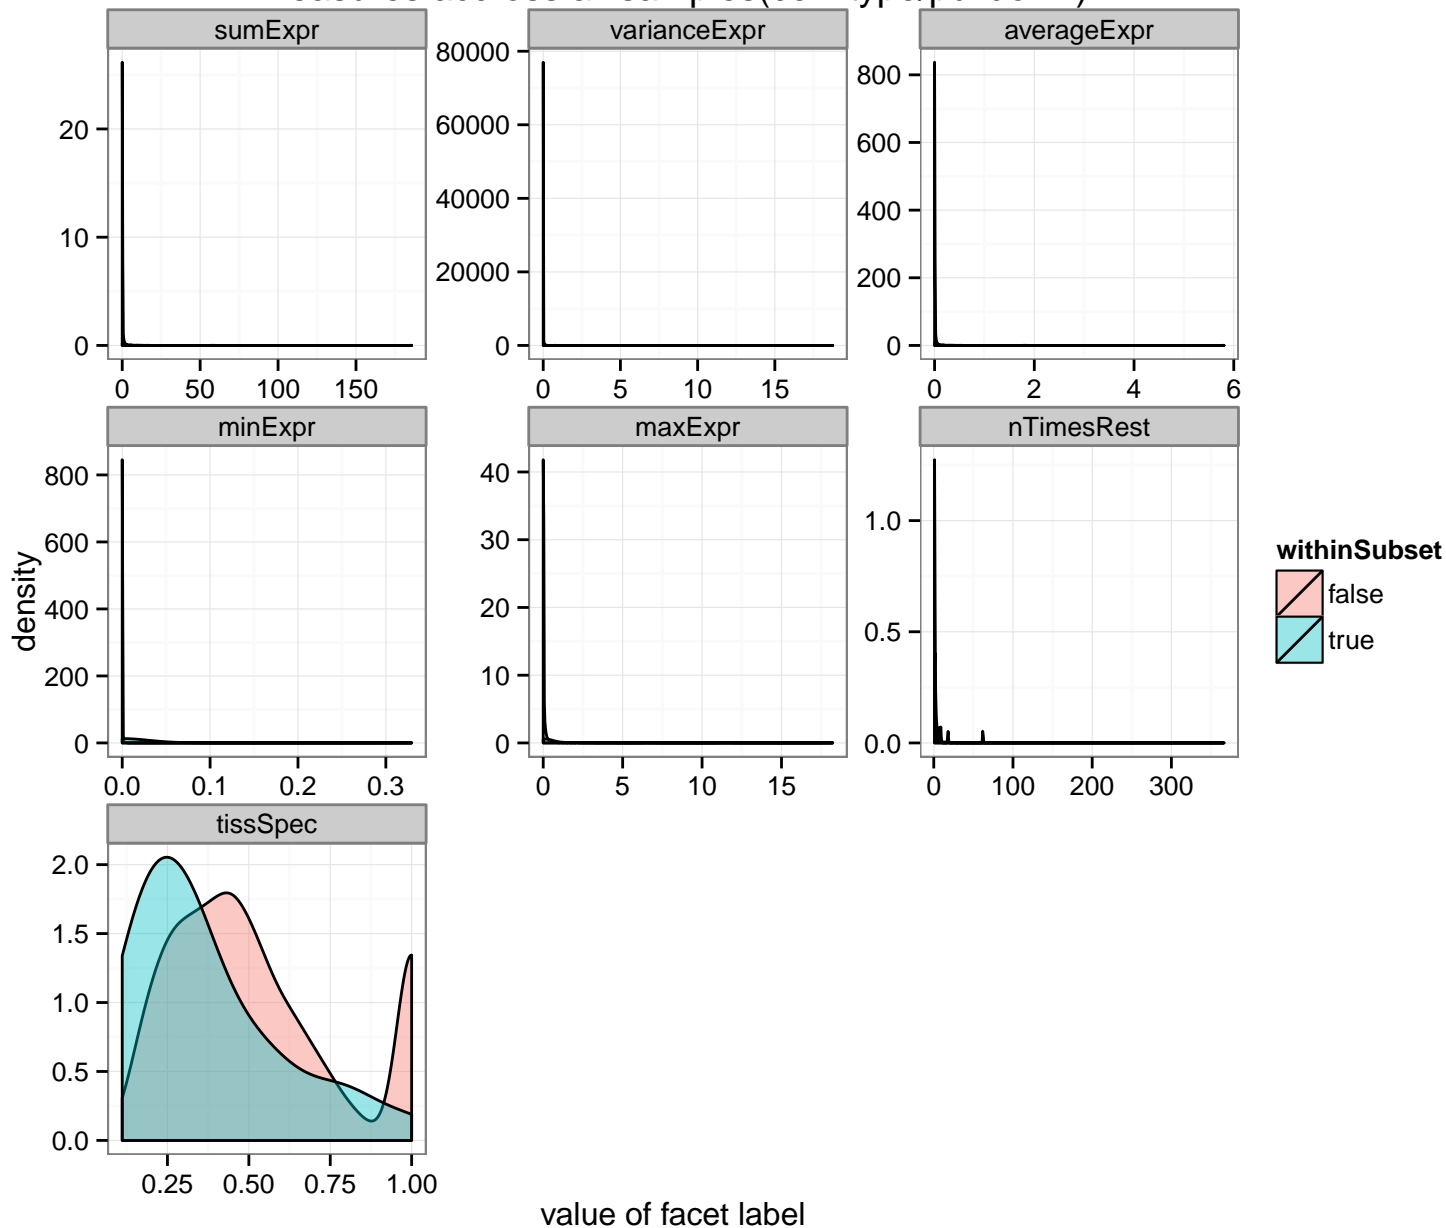 sumExpr varianceExpr averageExpr
20
10
0
0 50 100 150
80000
60000
40000
20000
0
0 5 10 15
800
600
400
200
0
0 2 4 6
minExpr maxExpr nTimesRest
800
600
400
200
0
0.0 0.1 0.2 0.3
40
30
20
10
0
0 5 10 15
1.0
0.5
0.0
0 100 200 300
tissSpec
2.0
1.5
1.0
0.5
0.0
0.25 0.50 0.75 1.00
density
value of facet label
withinSubset
false
true